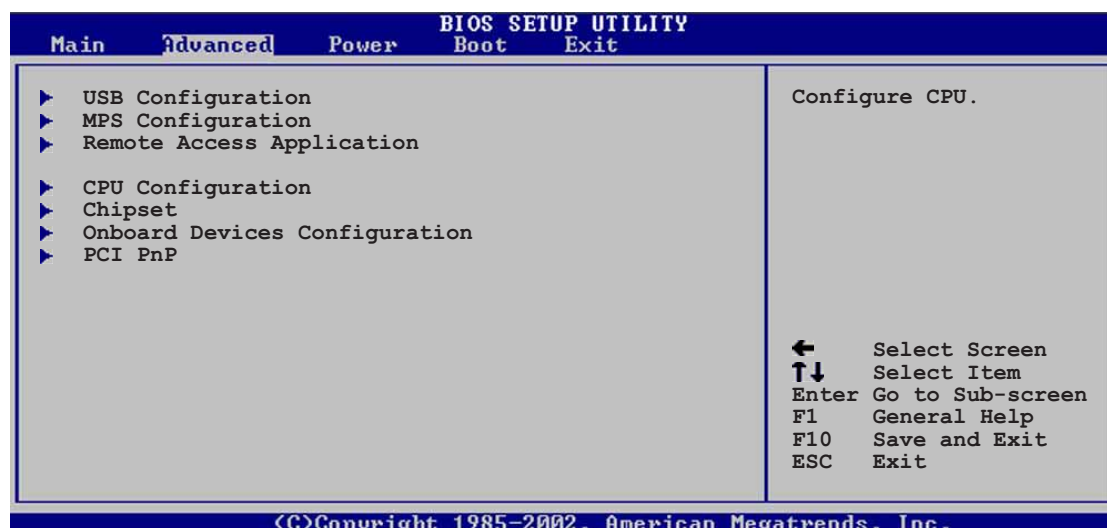 BIOS SETUP UTILITY
Main Advanced Power Boot Exit
USB Configuration
MPS Configuration
Remote Access Application
CPU Configuration
Chipset
Onboard Devices Configuration
PCI PnP
Configure CPU.
← Select Screen
↑↓ Select Item
Enter Go to Sub-screen
F1 General Help
F10 Save and Exit
ESC Exit
(C)Copyright 1985-2002, American Megatrends, Inc.